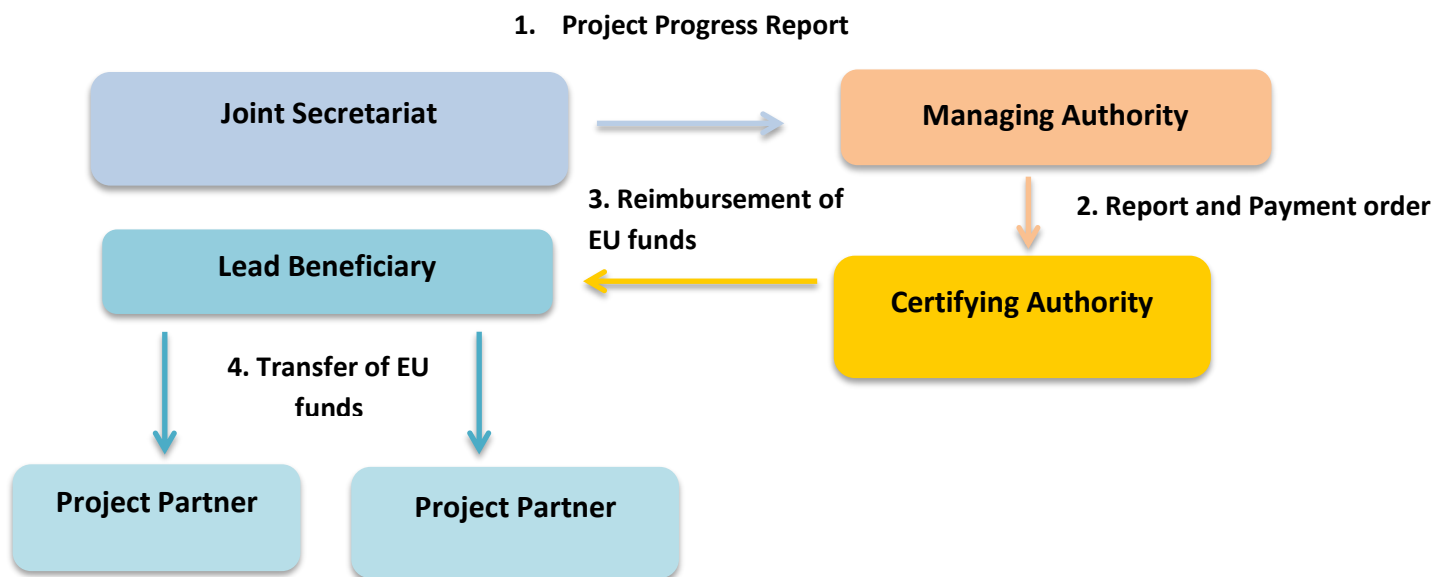 1. Project Progress Report
Joint Secretariat
Managing Authority
3. Reimbursement of
EU funds
2. Report and Payment order
Lead Beneficiary
Certifying Authority
4. Transfer of EU
funds
Project Partner
Project Partner